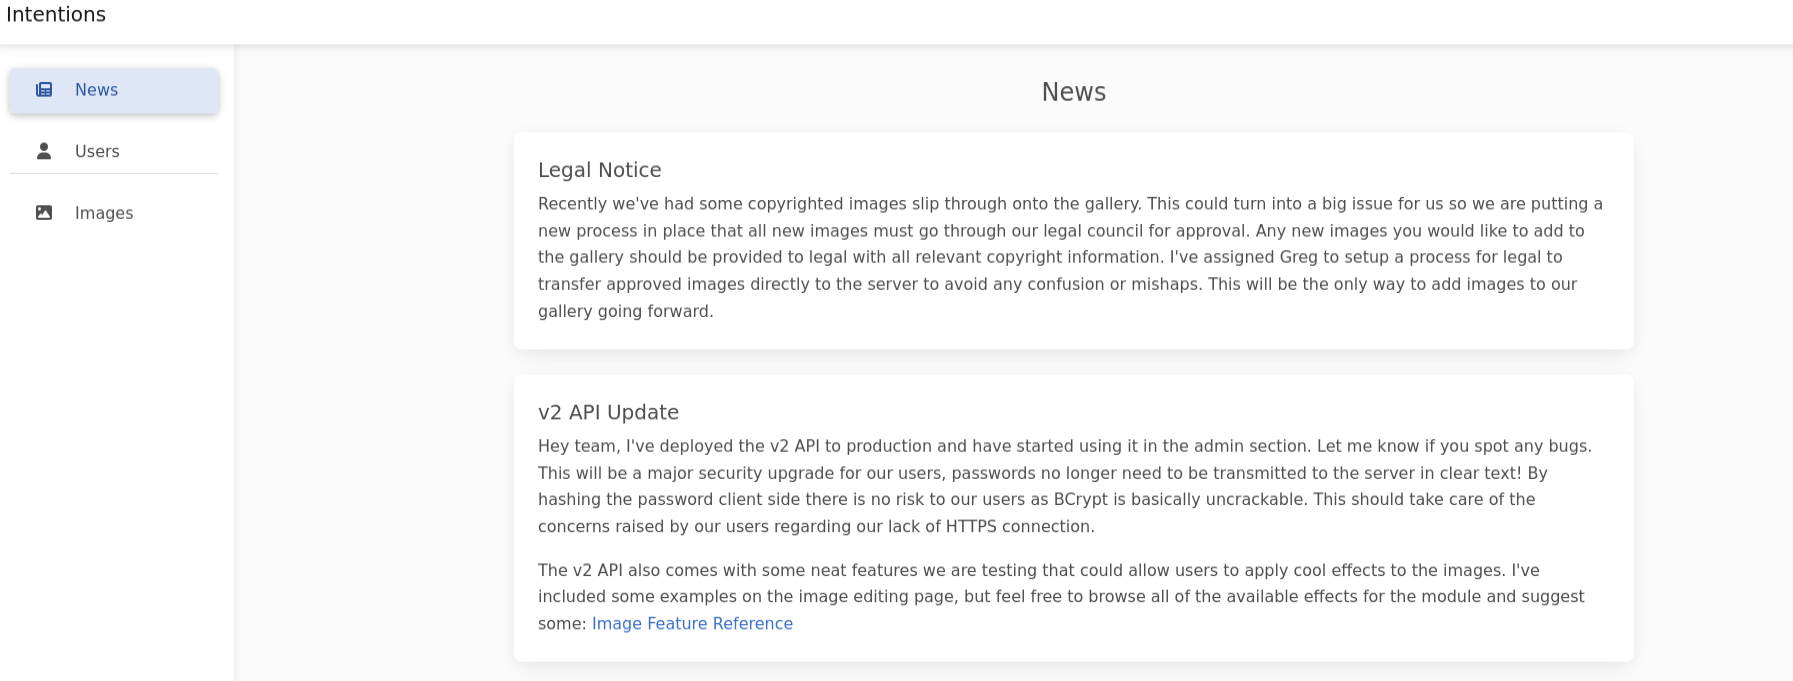 Intentions
News
Users
Images
News
Legal Notice
Recently we've had some copyrighted images slip through onto the gallery. This could turn into a big issue for us so we are putting a
new process in place that all new images must go through our legal council for approval. Any new images you would like to add to
the gallery should be provided to legal with all relevant copyright information. I've assigned Greg to setup a process for legal to
transfer approved images directly to the server to avoid any confusion or mishaps. This will be the only way to add images to our
gallery going forward.
v2 API Update
Hey team, I've deployed the v2 API to production and have started using it in the admin section. Let me know if you spot any bugs.
This will be a major security upgrade for our users, passwords no longer need to be transmitted to the server in clear text! By
hashing the password client side there is no risk to our users as BCrypt is basically uncrackable. This should take care of the
concerns raised by our users regarding our lack of HTTPS connection.
The v2 API also comes with some neat features we are testing that could allow users to apply cool effects to the images. I've
included some examples on the image editing page, but feel free to browse all of the available effects for the module and suggest
some: Image Feature Reference